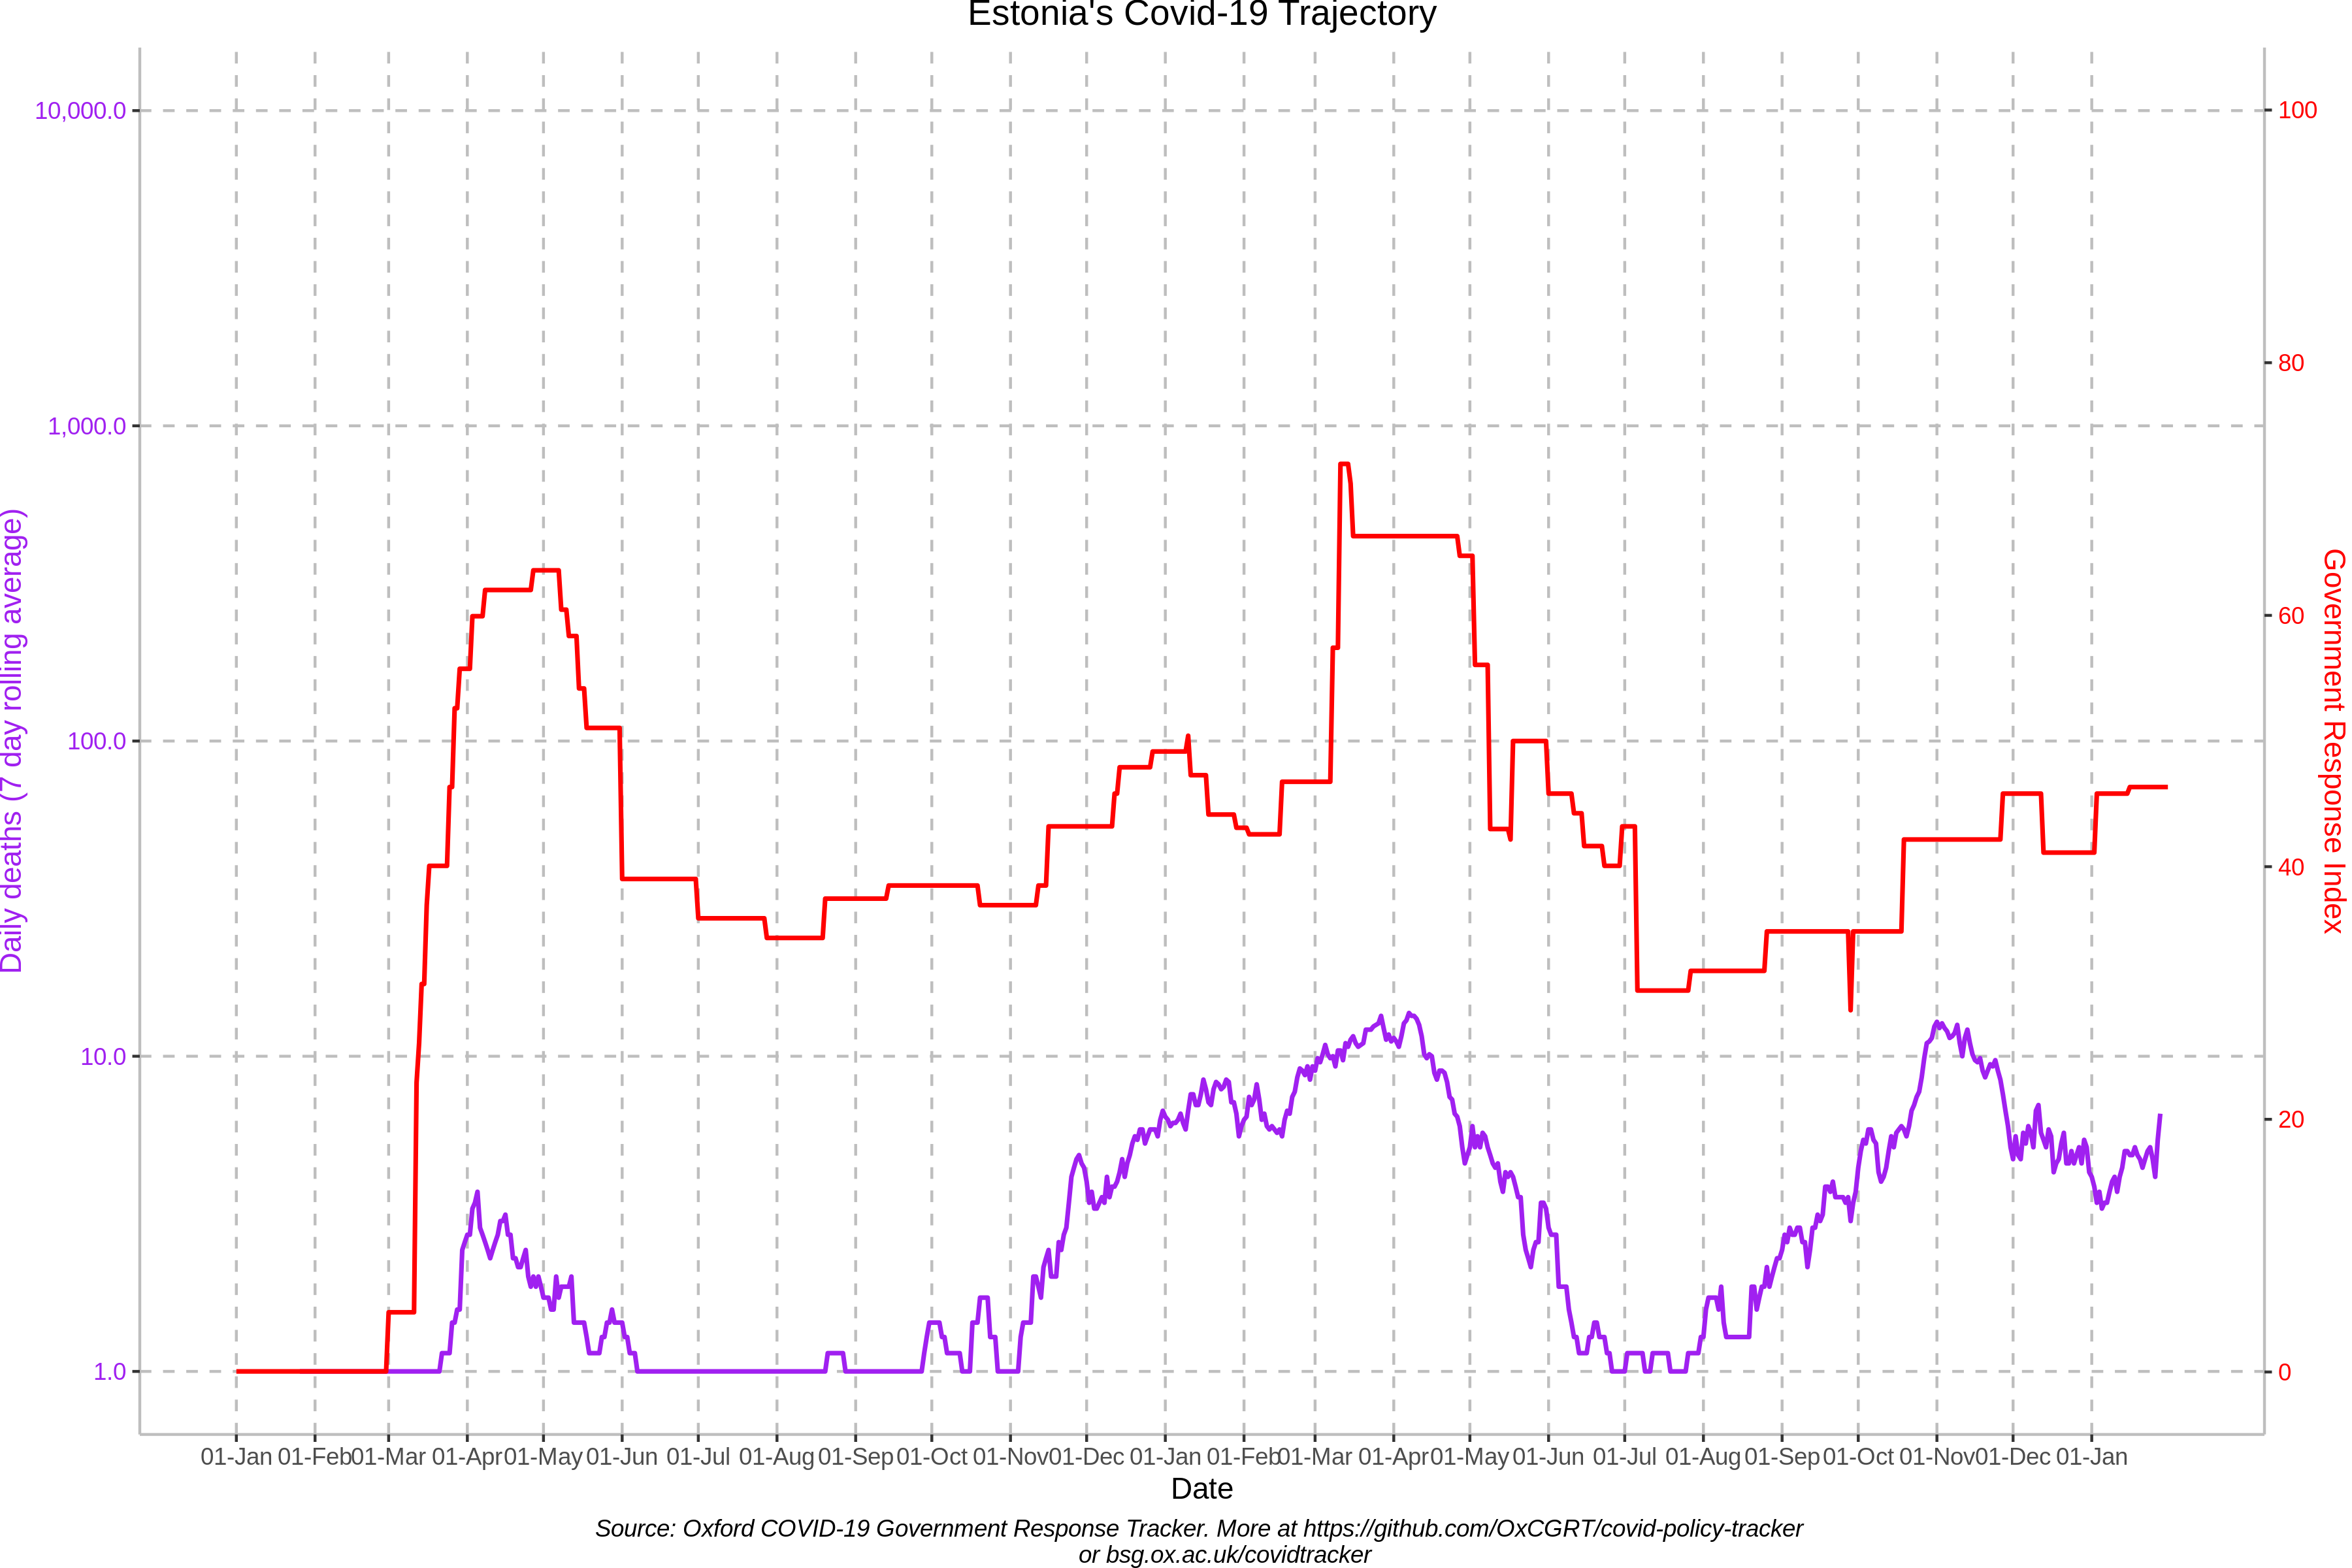 Estonia's Covid-19 Trajectory
10,000.0
1,000.0
100.0
10.0
1.0
Daily deaths (7 day rolling average)
100
80
60
40
20
0
Government Response Index
01-Jan 01-Feb 01-Mar 01-Apr 01-May 01-Jun 01-Jul 01-Aug 01-Sep 01-Oct 01-Nov 01-Dec 01-Jan 01-Feb 01-Mar 01-Apr 01-May 01-Jun 01-Jul 01-Aug 01-Sep 01-Oct 01-Nov 01-Dec 01-Jan
Date
Source: Oxford COVID-19 Government Response Tracker. More at https://github.com/OxCGRT/covid-policy-tracker
or bsg.ox.ac.uk/covidtracker